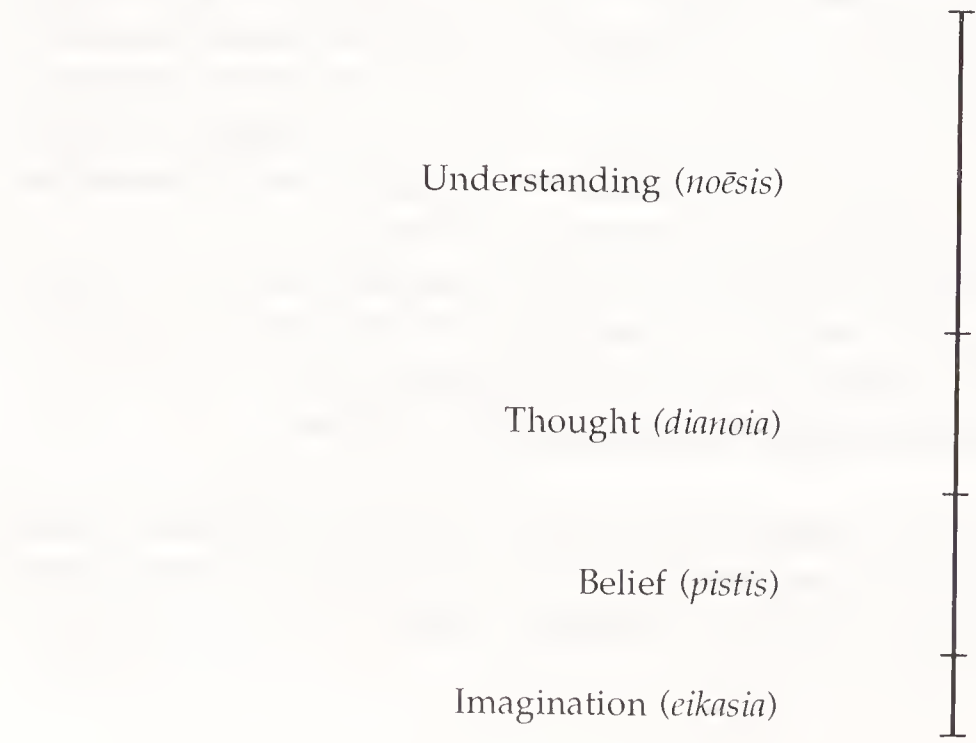 Understanding (noēsis)
Thought (dianoia)
Belief (pistis)
Imagination (eikasia)